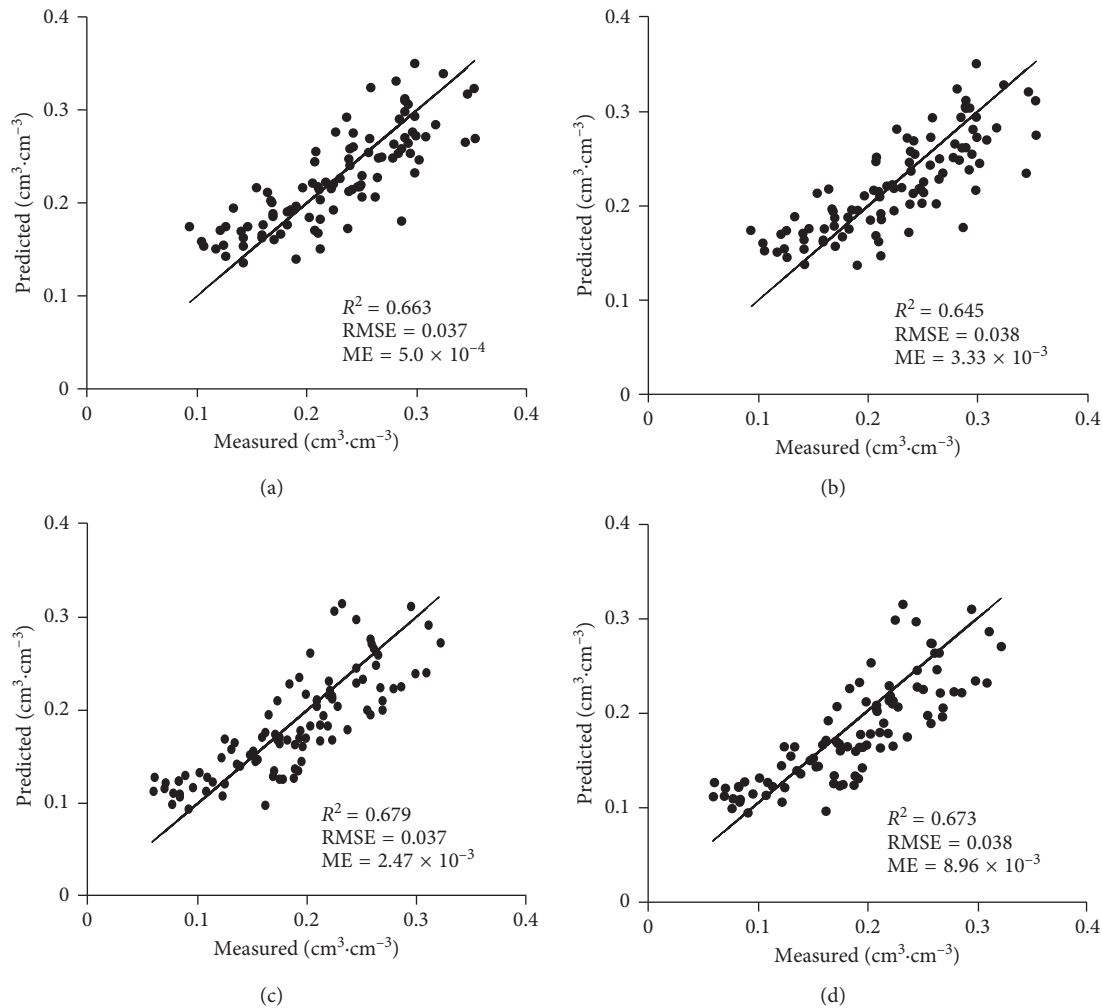 0.4
0.3
0.2
0.1
0
Predicted (cm³·cm⁻³)
R² = 0.663
RMSE = 0.037
ME = 5.0 × 10⁻⁴
0 0.1 0.2 0.3 0.4
Measured (cm³·cm⁻³)
(a)
0.4
0.3
0.2
0.1
0
Predicted (cm³·cm⁻³)
R² = 0.645
RMSE = 0.038
ME = 3.33 × 10⁻³
0 0.1 0.2 0.3 0.4
Measured (cm³·cm⁻³)
(b)
0.4
0.3
0.2
0.1
0
Predicted (cm³·cm⁻³)
R² = 0.679
RMSE = 0.037
ME = 2.47 × 10⁻³
0 0.1 0.2 0.3 0.4
Measured (cm³·cm⁻³)
(c)
0.4
0.3
0.2
0.1
0
Predicted (cm³·cm⁻³)
R² = 0.673
RMSE = 0.038
ME = 8.96 × 10⁻³
0 0.1 0.2 0.3 0.4
Measured (cm³·cm⁻³)
(d)